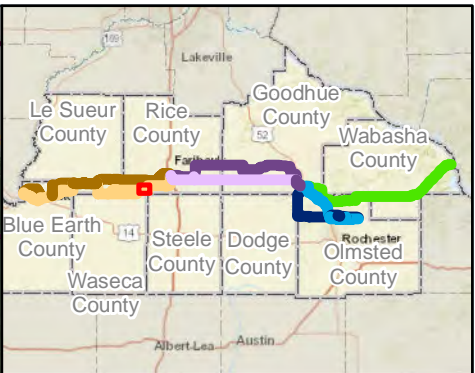 169
Lakeville
Goodhue
County
Le Sueur
County
Rice
County
52
Wabasha
County
Faribau
Blue Earth
County
14
Steele
County
Dodge
County
Rochester
Olmsted
County
Waseca
County
Albert Lea
Austin